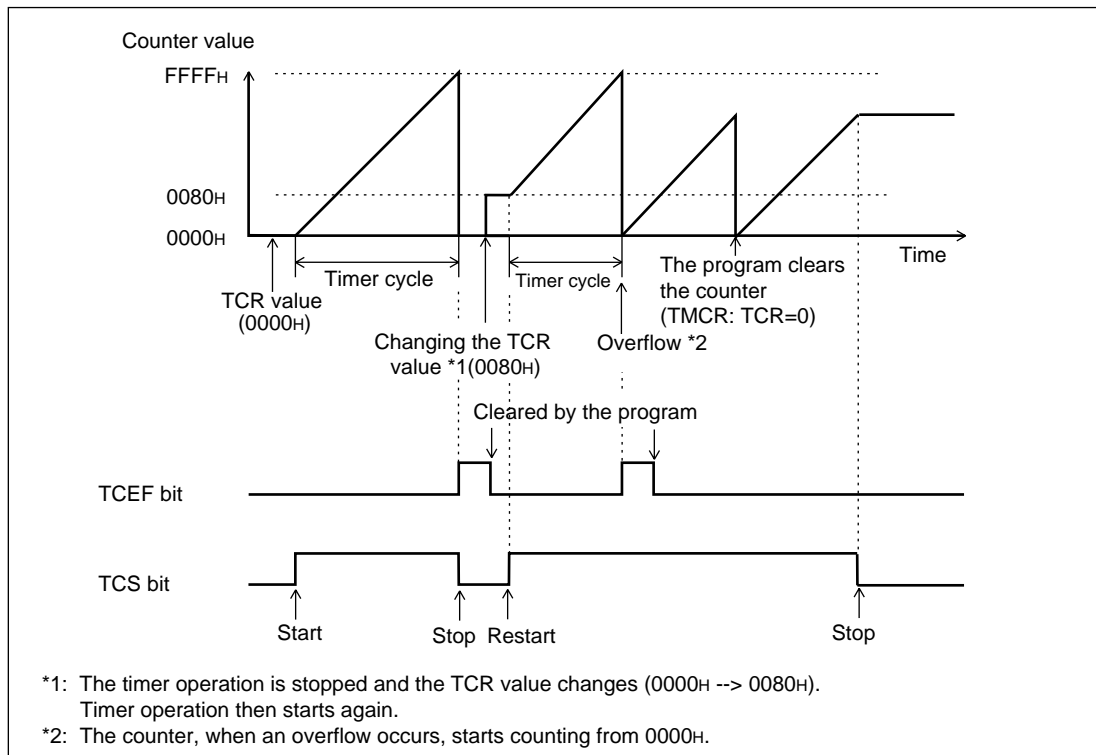 Counter value
FFFFH
0080H
0000H
Time
Timer cycle
Timer cycle
TCR value
(0000H)
The program clears
the counter
(TMCR: TCR=0)
Changing the TCR
value *1(0080H)
Overflow *2
Cleared by the program
TCEF bit
TCS bit
Start
Stop
Restart
Stop
*1: The timer operation is stopped and the TCR value changes (0000H --> 0080H).
Timer operation then starts again.
*2: The counter, when an overflow occurs, starts counting from 0000H.